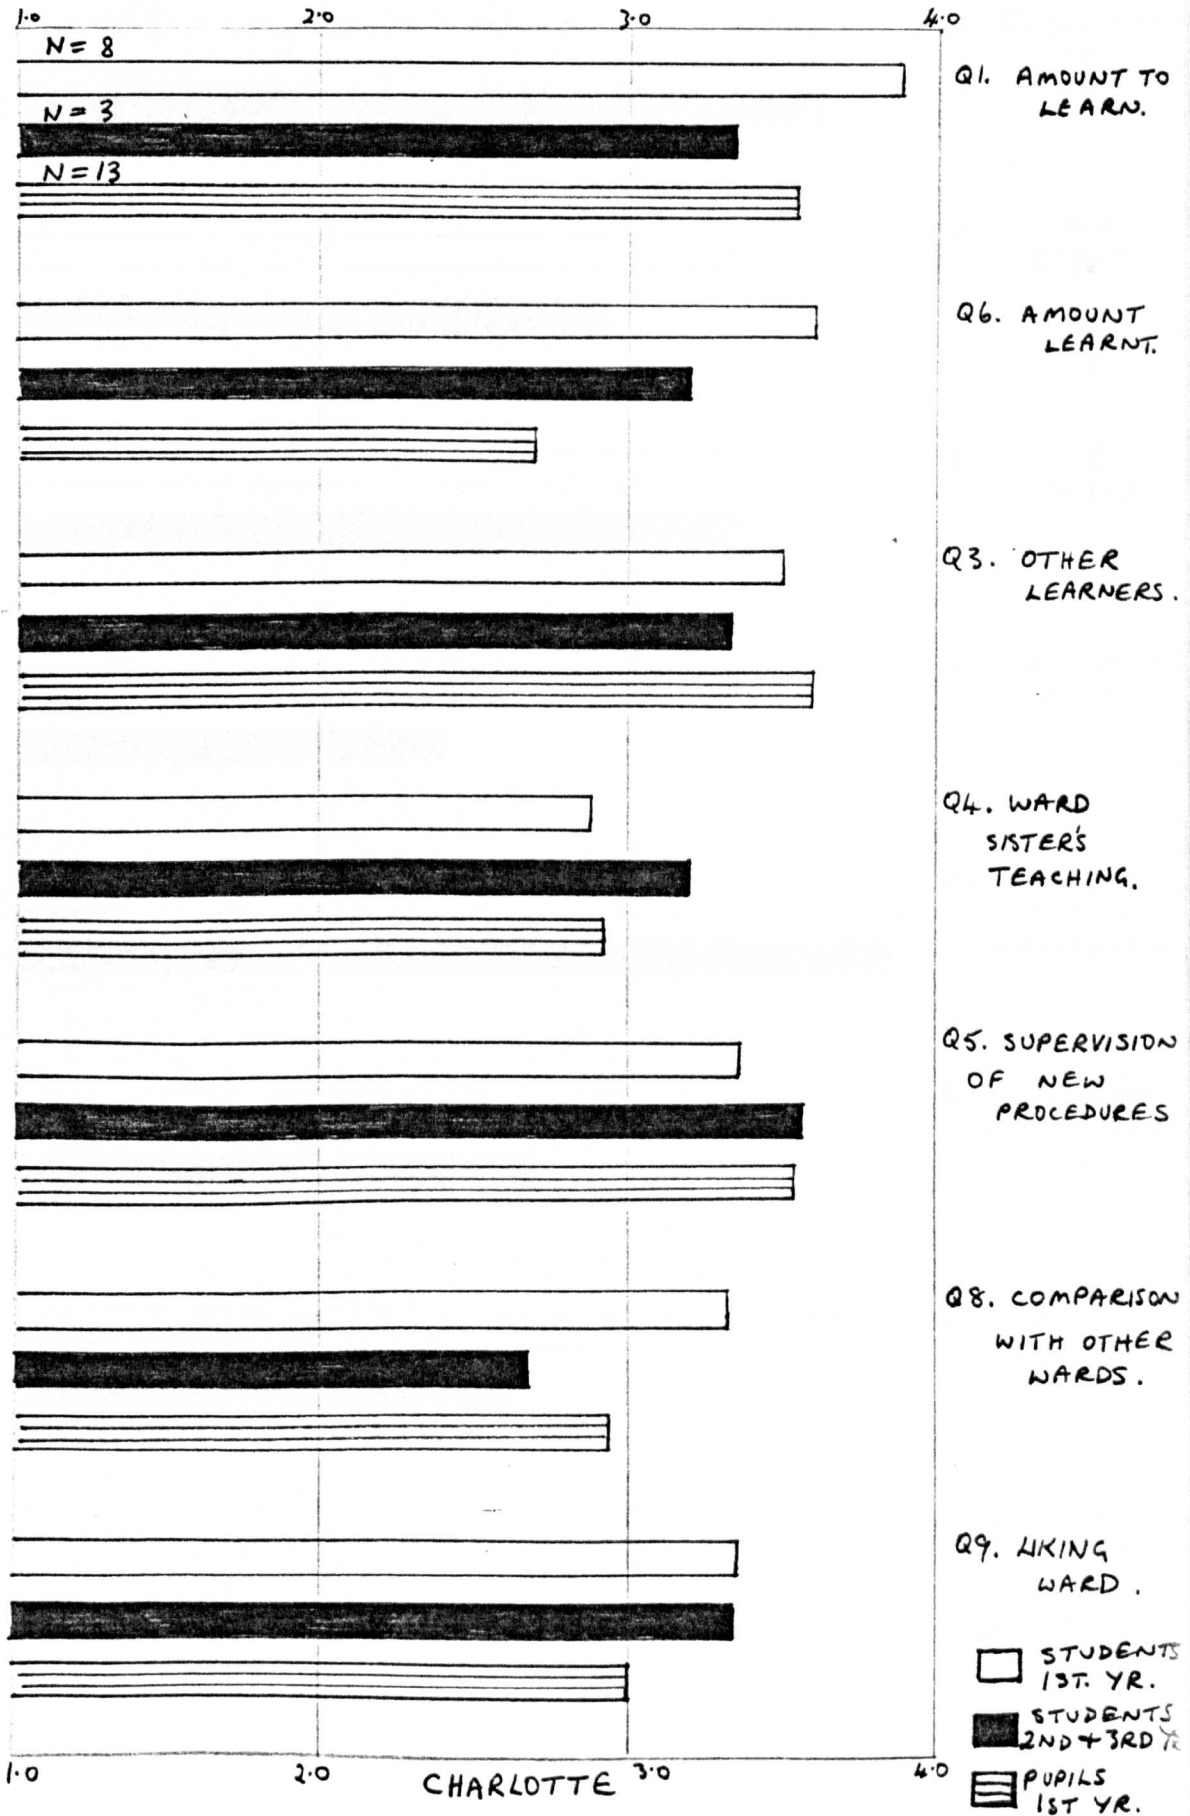 1.0 2.0 3.0 4.0
N = 8
N = 3
N = 13
Q1. AMOUNT TO
LEARN.
Q6. AMOUNT
LEARNT.
Q3. OTHER
LEARNERS.
Q4. WARD
SISTER'S
TEACHING.
Q5. SUPERVISION
OF NEW
PROCEDURES
Q8. COMPARISON
WITH OTHER
WARDS.
Q9. LIKING
WARD.
STUDENTS
1ST. YR.
STUDENTS
2ND + 3RD Yr
PUPILS
1ST YR.
1.0 2.0 3.0 4.0
CHARLOTTE